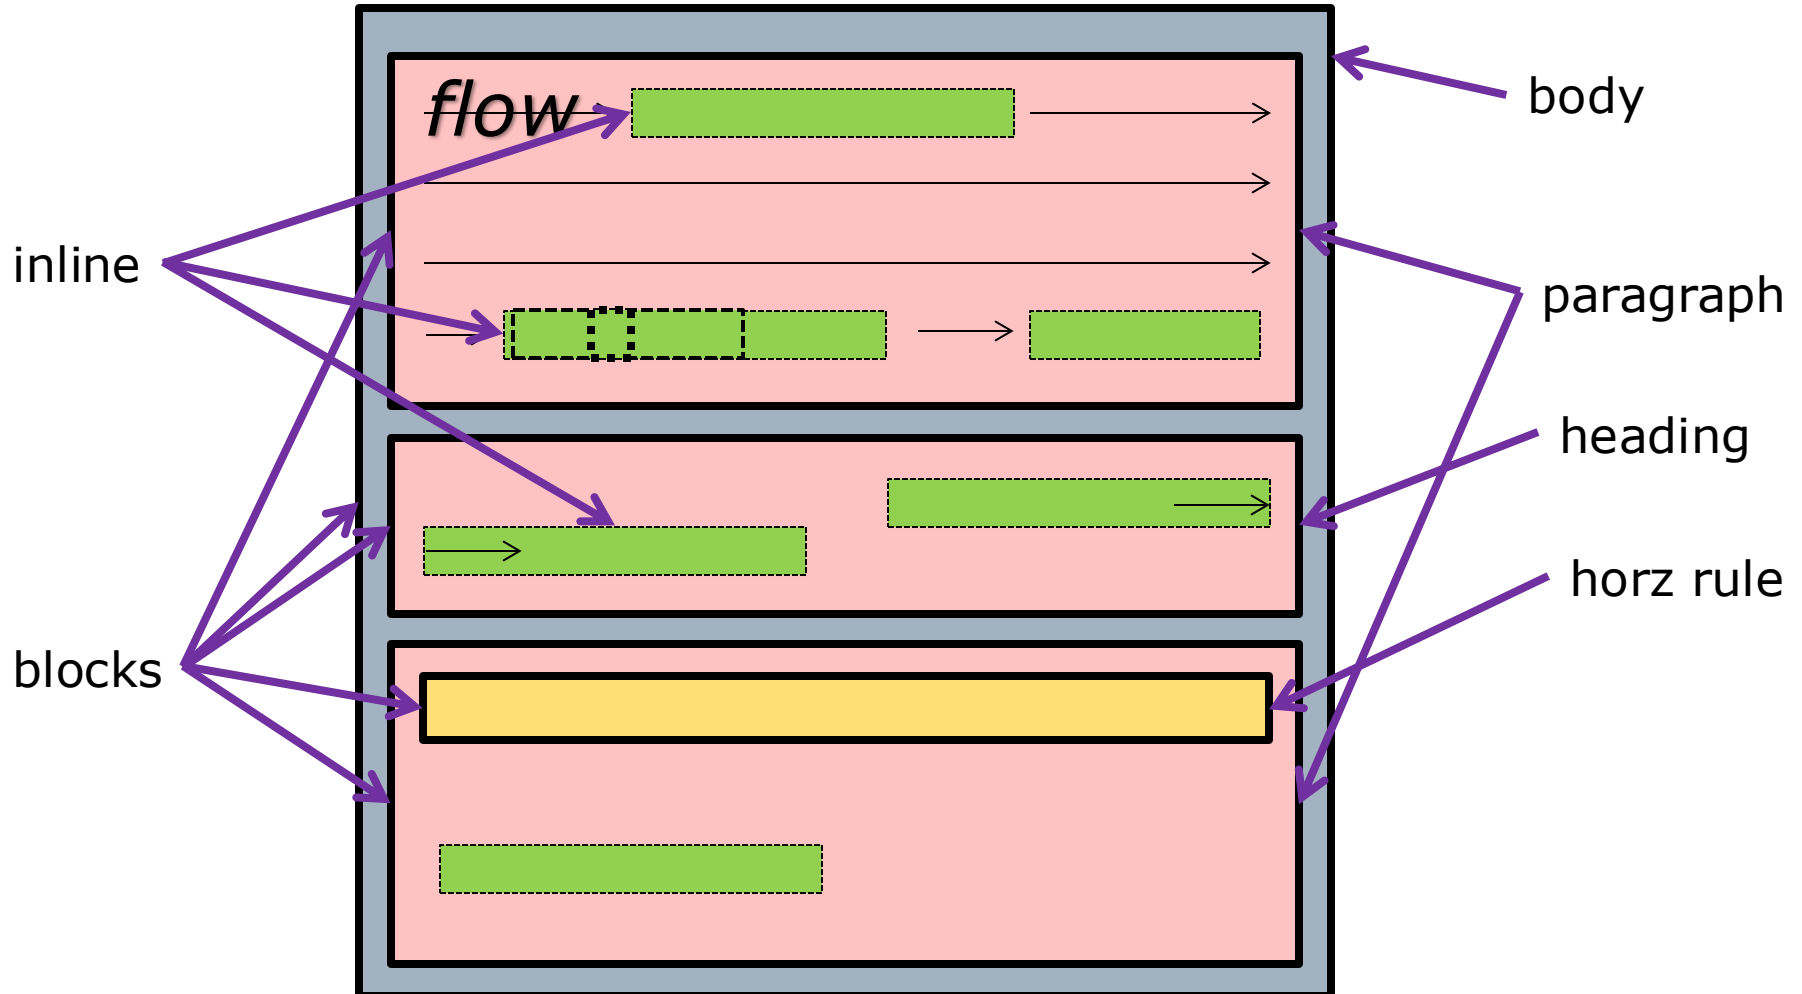 flow
body
inline
paragraph
heading
horz rule
blocks